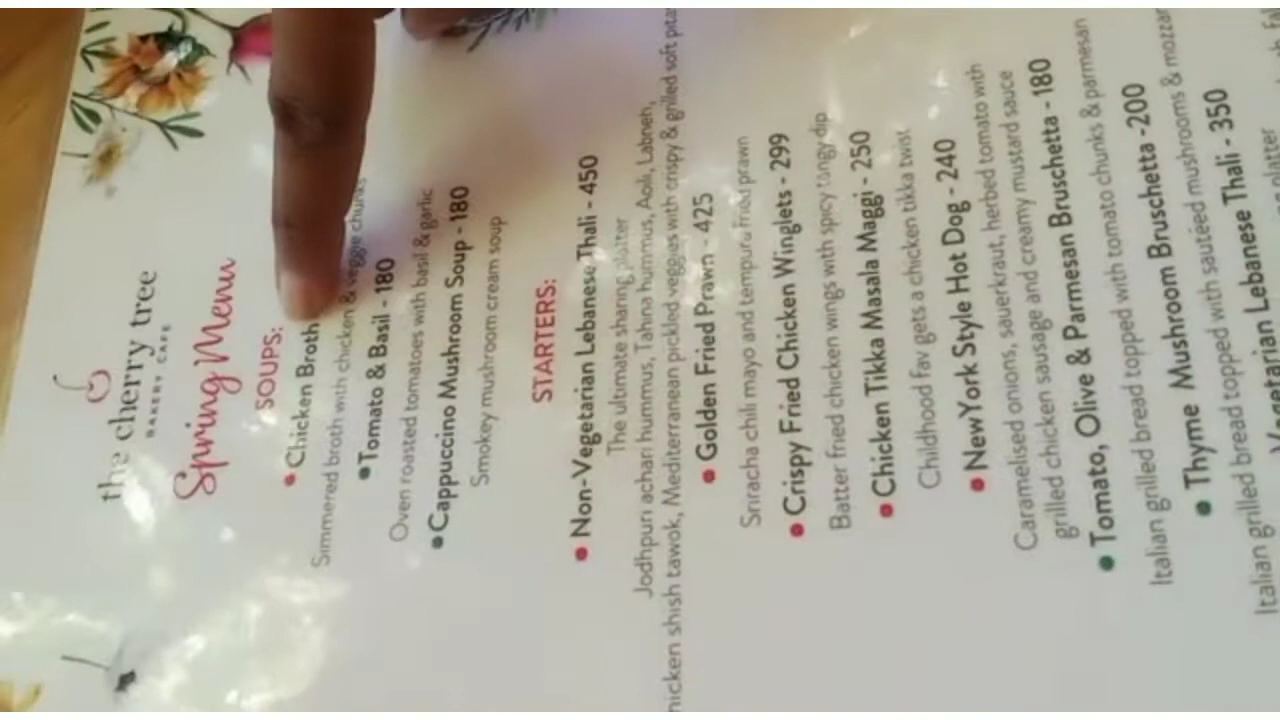 the cherry tree
BAKERY CAFE
Spring Menu
SOUPS:
Chicken Broth
Simmered broth with chicken & veggie chunks
Tomato & Basil - 180
Oven roasted tomatoes with basil & garlic
Cappuccino Mushroom Soup - 180
Smokey mushroom cream soup
STARTERS:
Non-Vegetarian Lebanese Thali - 450
The ultimate sharing platter
Jodhpuri achari hummus, Tahina hummus, Aoli, Labneh,
shish tawok, Mediterranean pickled veggies with crispy & grilled soft pita
Golden Fried Prawn - 425
Sriracha chili mayo and tempura fried prawn
Crispy Fried Chicken Winglets - 299
Batter fried chicken wings with spicy tangy dip
Chicken Tikka Masala Maggi - 250
Childhood fav gets a chicken tikka twist
NewYork Style Hot Dog - 240
Caramelised onions, sauerkraut, herbed tomato with
grilled chicken sausage and creamy mustard sauce
Tomato, Olive & Parmesan Bruschetta - 180
Italian grilled bread topped with tomato chunks & parmesan
Thyme Mushroom Bruschetta -200
Italian grilled bread topped with sautéed mushrooms &
Vegetarian Lebanese Thali - 350
platter